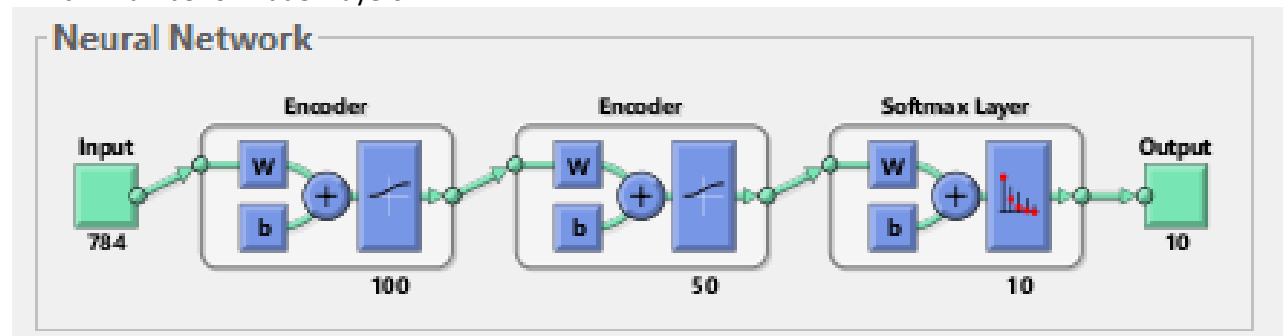 Neural Network
Encoder
Encoder
Softmax Layer
Input
Output
W
W
W
b
b
b
784
10
100
50
10